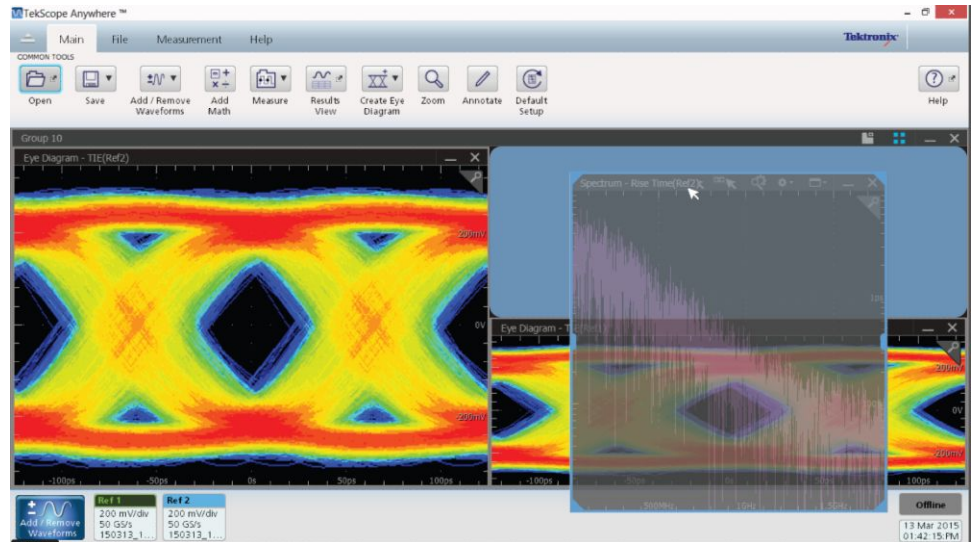 TekScope Anywhere ™
Main File Measurement Help
Tektronix
COMMON TOOLS
Open Save Add / Remove Waveforms Add Math Measure Results View Create Eye Diagram Zoom Annotate Default Setup Help
Group 10
Eye Diagram - TIE(Ref2)
Spectrum - Rise Time(Ref2)
200mV
0V
-200mV
-100ps -50ps 0s 50ps 100ps
Eye Diagram -
200mV
0V
-200mV
-100ps 100ps
500MHz 1GHz 1.5GHz
Add / Remove Waveforms
Ref 1
200 mV/div
50 GS/s
150313_1...
Ref 2
200 mV/div
50 GS/s
150313_1...
Offline
13 Mar 2015
01:42:15 PM